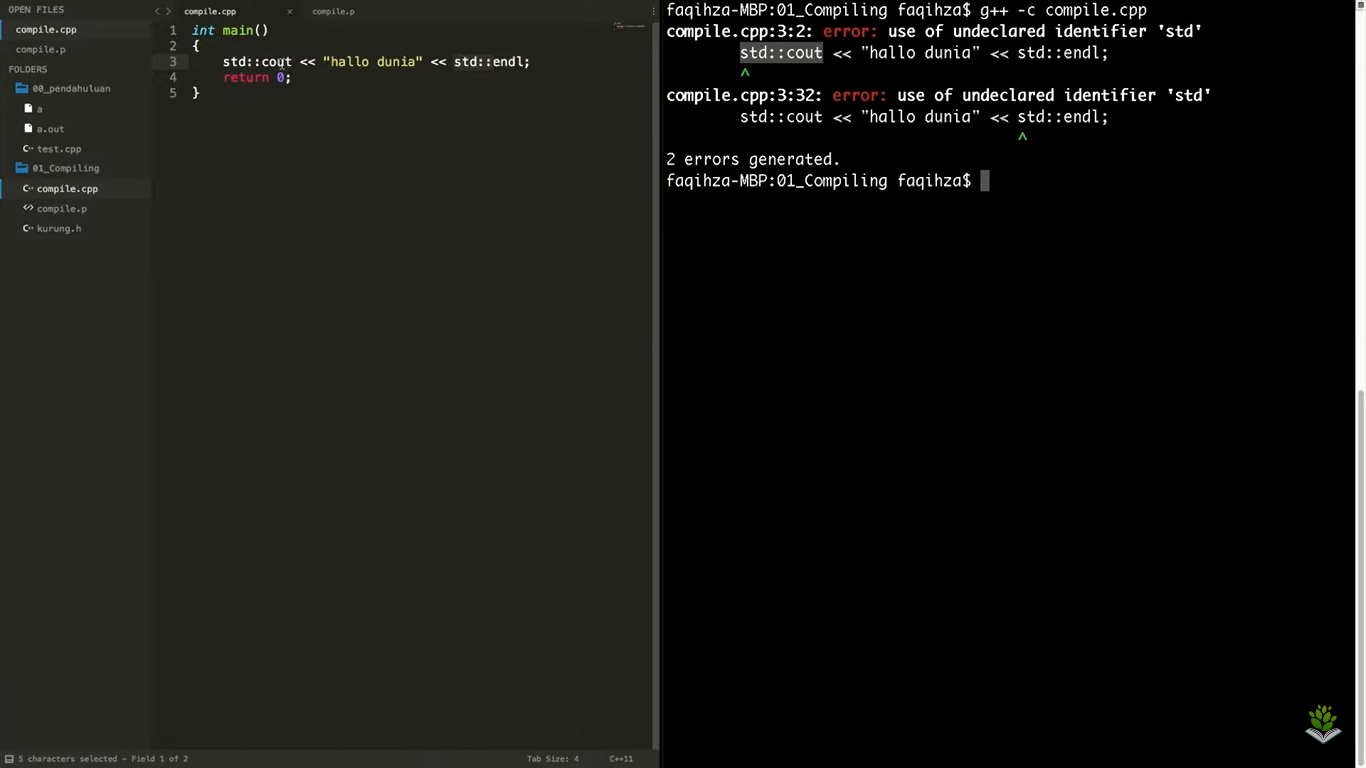 OPEN FILES
compile.cpp
compile.p
FOLDERS
00_pendahuluan
a
a.out
test.cpp
01_Compiling
compile.cpp
compile.p
kurung.h
compile.cpp × compile.p
1 int main()
2 {
3 std::cout << "hallo dunia" << std::endl;
4 return 0;
5 }
5 characters selected - Field 1 of 2
Tab Size: 4 C++11
faqihza-MBP:01_Compiling faqihza$ g++ -c compile.cpp
compile.cpp:3:2: error: use of undeclared identifier 'std'
std::cout << "hallo dunia" << std::endl;
^
compile.cpp:3:32: error: use of undeclared identifier 'std'
std::cout << "hallo dunia" << std::endl;
^
2 errors generated.
faqihza-MBP:01_Compiling faqihza$